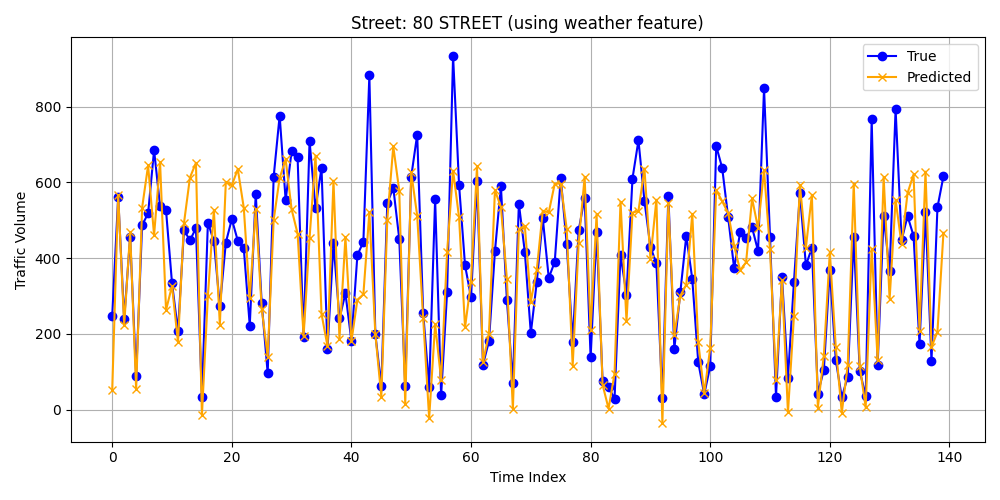 Street: 80 STREET (using weather feature)
True
Predicted
Traffic Volume
800
600
400
200
0
0 20 40 60 80 100 120 140
Time Index